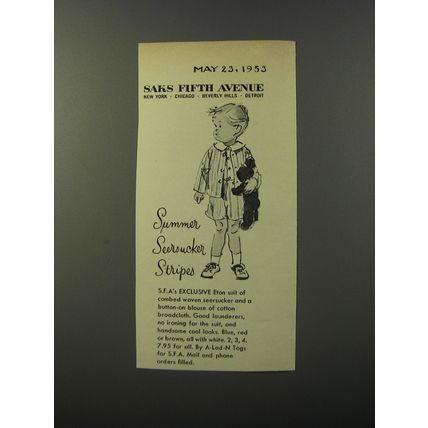 MAY 23, 1953
SAKS FIFTH AVENUE
NEW YORK · CHICAGO · BEVERLY HILLS · DETROIT
Summer
Seersucker
Stripes
S.F.A's EXCLUSIVE Eton suit of
combed woven seersucker and a
button-on blouse of cotton
broadcloth. Good launderers,
no ironing for the suit, and
handsome cool looks. Blue, red
or brown, all with white. 2, 3, 4.
7.95 for all. By A-Lad-N Togs
for S.F.A. Mail and phone
orders filled.